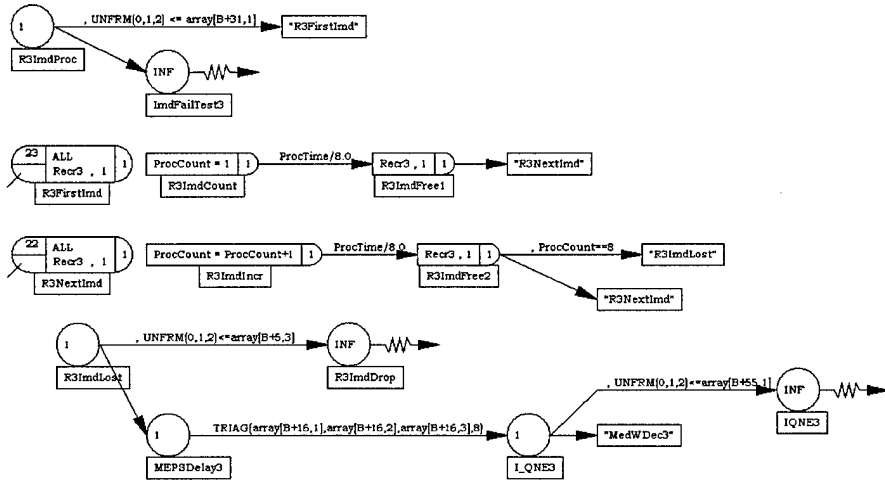 , UNFRM(0,1,2) <= array[B+31,1]
1
"R3FirstImd"
R3ImdProc
INF
ImdFailTest3
23
ALL
Recr3 , 1
1
ProcCount = 1
1
ProcTime/8.0
Recr3, 1
1
"R3NextImd"
R3FirstImd
R3ImdCount
R3ImdFree1
22
ALL
Recr3 , 1
1
ProcCount = ProcCount+1
1
ProcTime/8.0
Recr3, 1
1
, ProcCount==8
"R3ImdLost"
R3NextImd
R3ImdIncr
R3ImdFree2
"R3NextImd"
1
, UNFRM(0,1,2)<=array[B+5,3]
INF
R3ImdLost
R3ImdDrop
, UNFRM(0,1,2)<=array[B+55,1]
INF
IQNE3
1
TRIAG(array[B+16,1],array[B+16,2],array[B+16,3],8)
1
"MedWDec3"
MEPSDelay3
I_QNE3